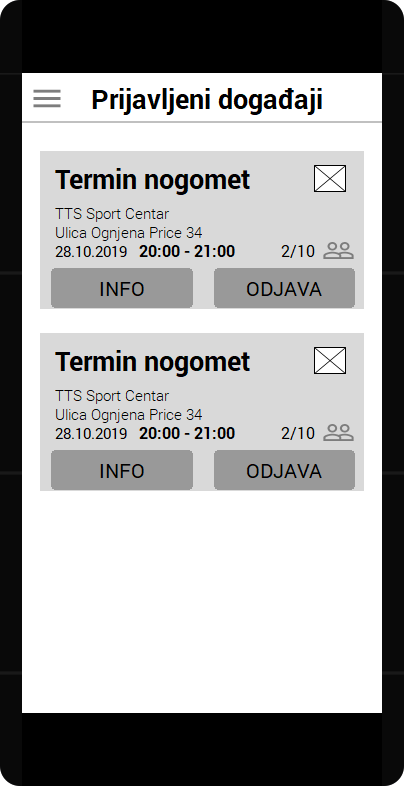 Prijavljeni događaji
Termin nogomet
TTS Sport Centar
Ulica Ognjena Price 34
28.10.2019 20:00 - 21:00 2/10
INFO ODJAVA
Termin nogomet
TTS Sport Centar
Ulica Ognjena Price 34
28.10.2019 20:00 - 21:00 2/10
INFO ODJAVA